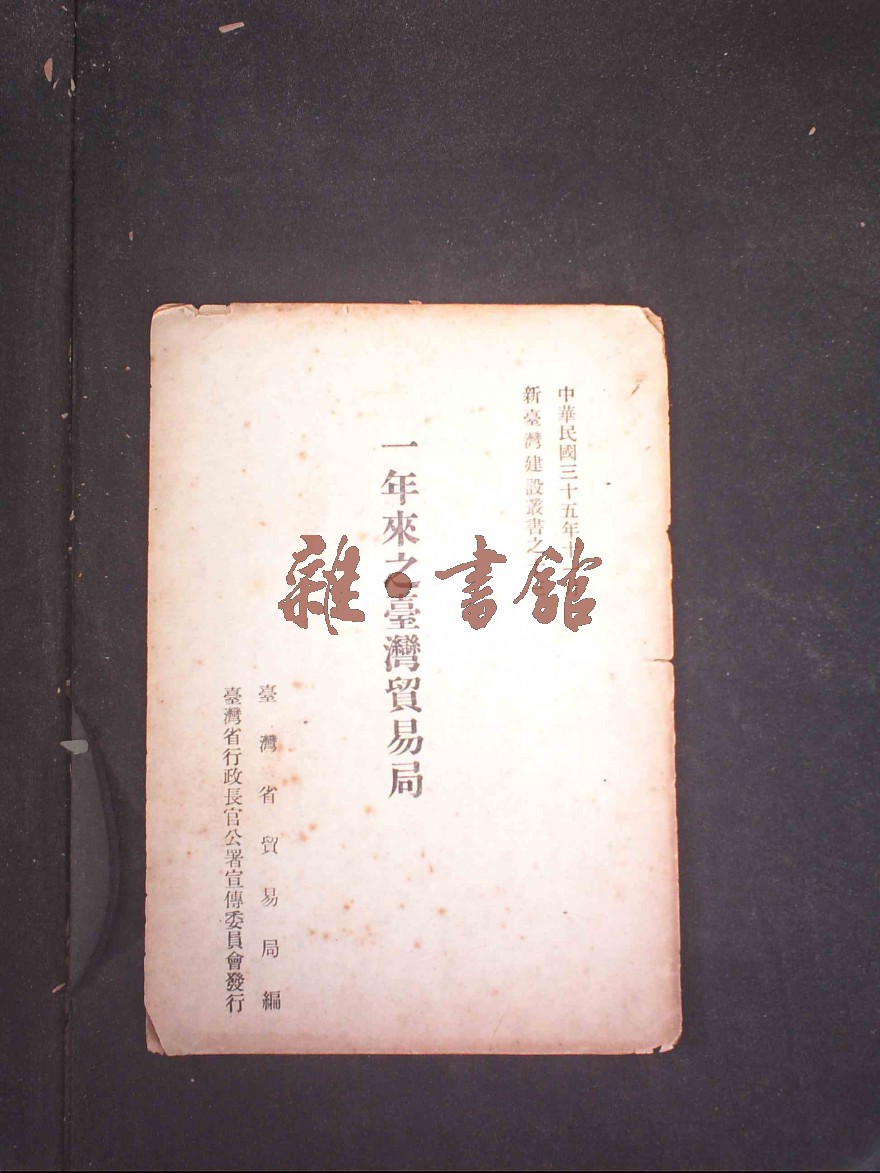 中華民國三十五年十
新臺灣建設叢書之
一年來之臺灣貿易局
臺灣省貿易局編
臺灣省行政長官公署宣傳委員會發行
雜·書館